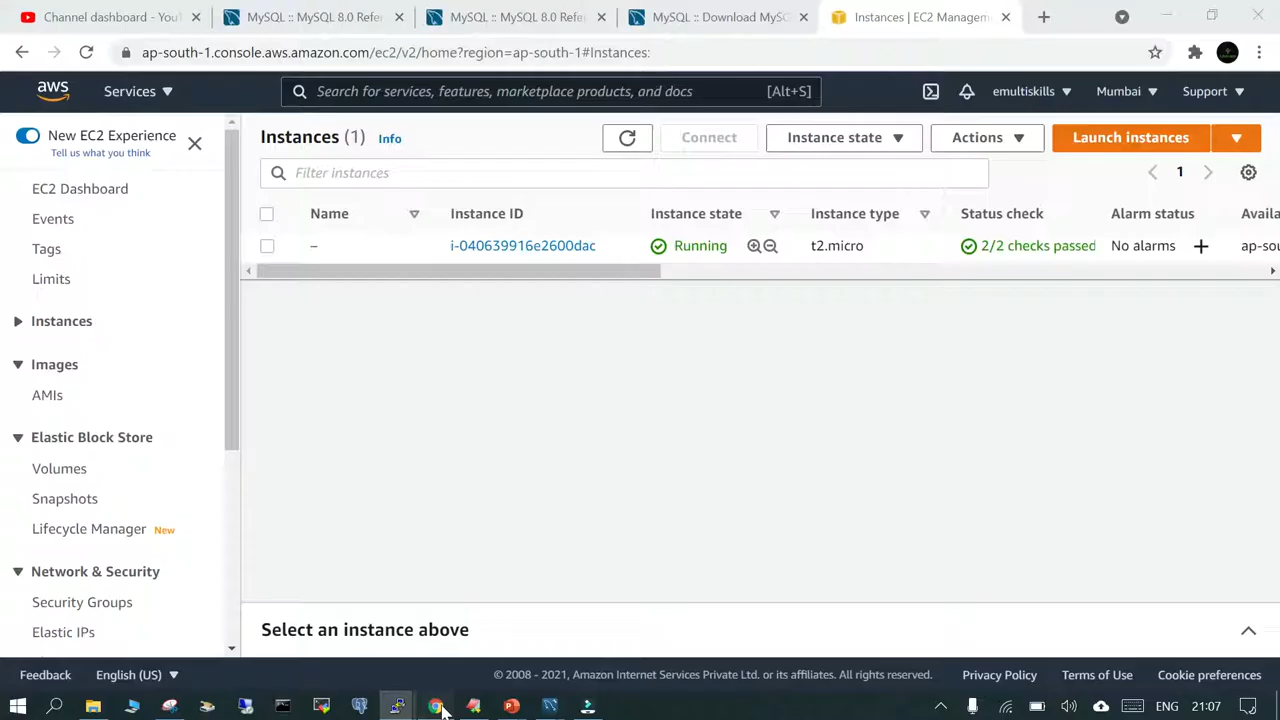 Channel dashboard - You
MySQL :: MySQL 8.0 Refer
MySQL :: MySQL 8.0 Refer
MySQL :: Download MySQ
Instances | EC2 Managem
ap-south-1.console.aws.amazon.com/ec2/v2/home?region=ap-south-1#Instances:
aws
Services
Search for services, features, marketplace products, and docs
[Alt+S]
emultiskills
Mumbai
Support
New EC2 Experience
Tell us what you think
EC2 Dashboard
Events
Tags
Limits
Instances
Images
AMIs
Elastic Block Store
Volumes
Snapshots
Lifecycle Manager New
Network & Security
Security Groups
Elastic IPs
Instances (1) Info
Connect
Instance state
Actions
Launch instances
Filter instances
1
Name
Instance ID
Instance state
Instance type
Status check
Alarm status
Availa
–
i-040639916e2600dac
Running
t2.micro
2/2 checks passed
No alarms +
ap-sou
Select an instance above
Feedback
English (US)
© 2008 - 2021, Amazon Internet Services Private Ltd. or its affiliates. All rights reserved.
Privacy Policy
Terms of Use
Cookie preferences
ENG
21:07